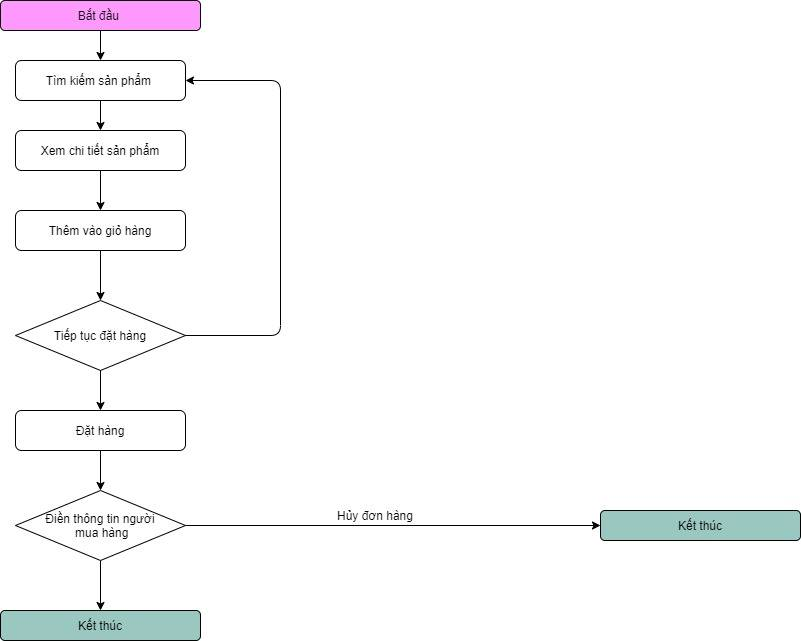 Bắt đầu
Tìm kiếm sản phẩm
Xem chi tiết sản phẩm
Thêm vào giỏ hàng
Tiếp tục đặt hàng
Đặt hàng
Điền thông tin người
mua hàng
Hủy đơn hàng
Kết thúc
Kết thúc